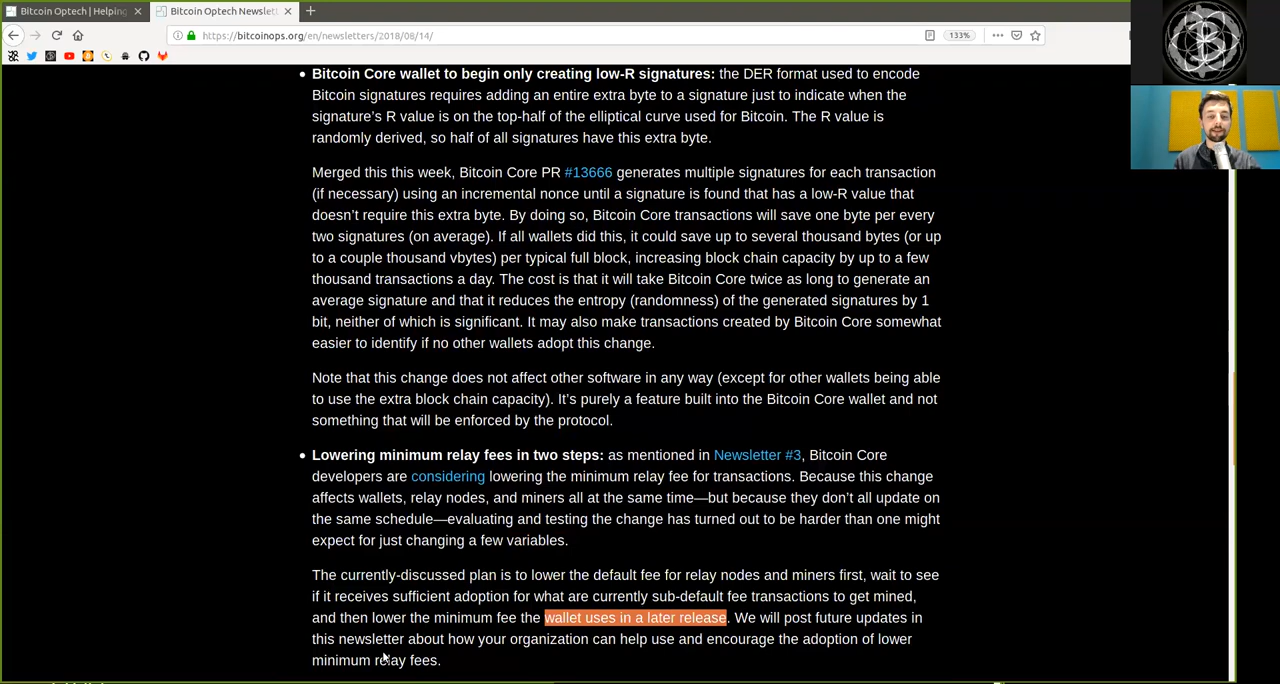 Bitcoin Optech | Helping
Bitcoin Optech Newslet
https://bitcoinops.org/en/newsletters/2018/08/14/
133%
Bitcoin Core wallet to begin only creating low-R signatures: the DER format used to encode
Bitcoin signatures requires adding an entire extra byte to a signature just to indicate when the
signature's R value is on the top-half of the elliptical curve used for Bitcoin. The R value is
randomly derived, so half of all signatures have this extra byte.
Merged this this week, Bitcoin Core PR #13666 generates multiple signatures for each transaction
(if necessary) using an incremental nonce until a signature is found that has a low-R value that
doesn't require this extra byte. By doing so, Bitcoin Core transactions will save one byte per every
two signatures (on average). If all wallets did this, it could save up to several thousand bytes (or up
to a couple thousand vbytes) per typical full block, increasing block chain capacity by up to a few
thousand transactions a day. The cost is that it will take Bitcoin Core twice as long to generate an
average signature and that it reduces the entropy (randomness) of the generated signatures by 1
bit, neither of which is significant. It may also make transactions created by Bitcoin Core somewhat
easier to identify if no other wallets adopt this change.
Note that this change does not affect other software in any way (except for other wallets being able
to use the extra block chain capacity). It's purely a feature built into the Bitcoin Core wallet and not
something that will be enforced by the protocol.
Lowering minimum relay fees in two steps: as mentioned in Newsletter #3, Bitcoin Core
developers are considering lowering the minimum relay fee for transactions. Because this change
affects wallets, relay nodes, and miners all at the same time—but because they don't all update on
the same schedule—evaluating and testing the change has turned out to be harder than one might
expect for just changing a few variables.
The currently-discussed plan is to lower the default fee for relay nodes and miners first, wait to see
if it receives sufficient adoption for what are currently sub-default fee transactions to get mined,
and then lower the minimum fee the wallet uses in a later release. We will post future updates in
this newsletter about how your organization can help use and encourage the adoption of lower
minimum relay fees.